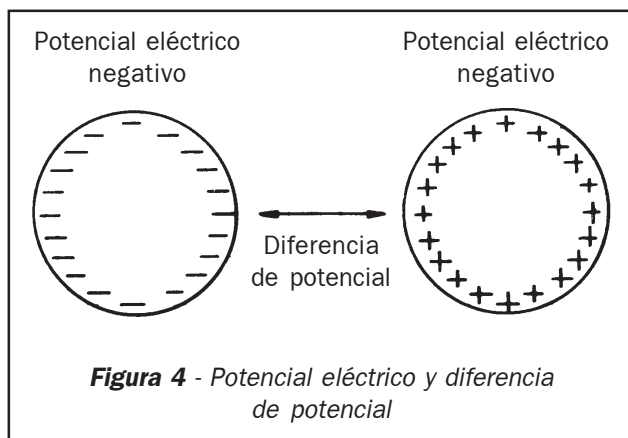 Potencial eléctrico
negativo
Potencial eléctrico
negativo
Diferencia
de potencial
Figura 4 - Potencial eléctrico y diferencia
de potencial